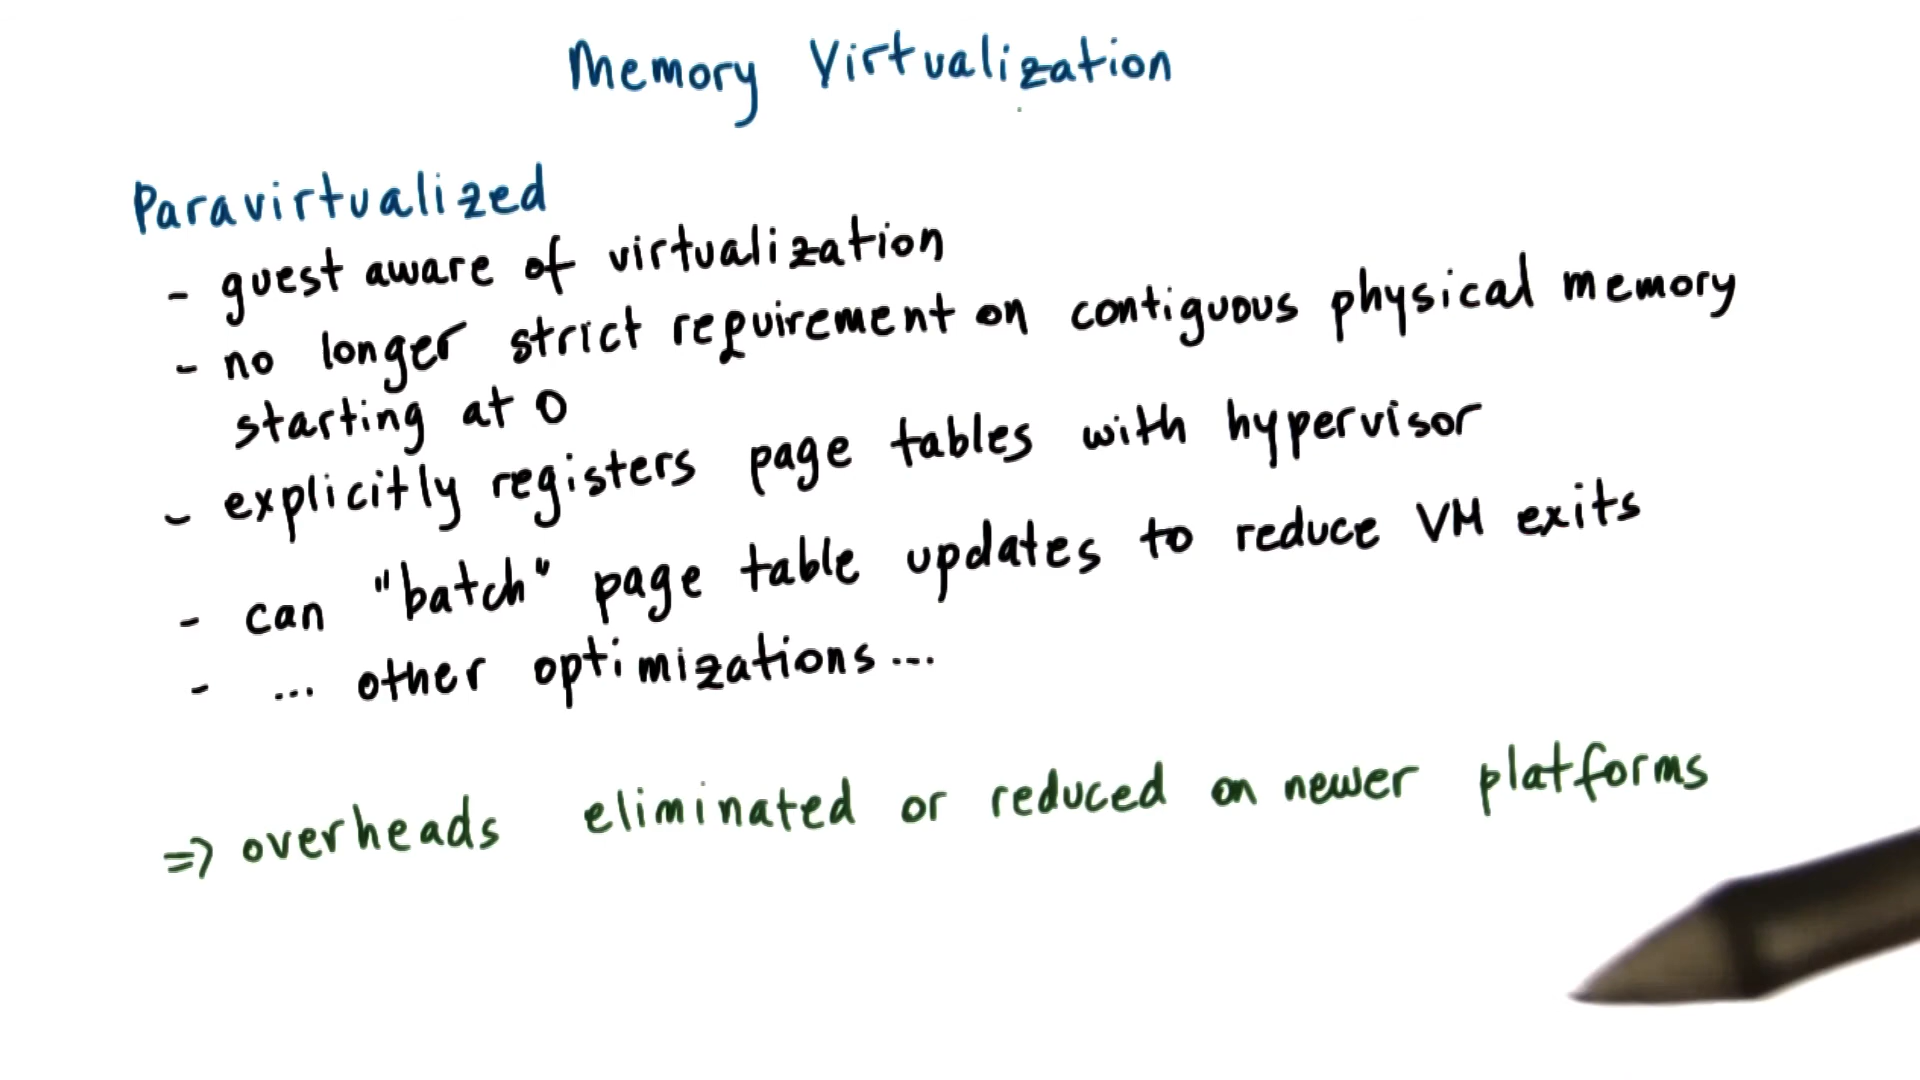 Memory Virtualization
Paravirtualized
- guest aware of virtualization
- no longer strict requirement on contiguous physical memory
starting at 0
- explicitly registers page tables with hypervisor
- can "batch" page table updates to reduce VM exits
- ... other optimizations ...
=> overheads eliminated or reduced on newer platforms